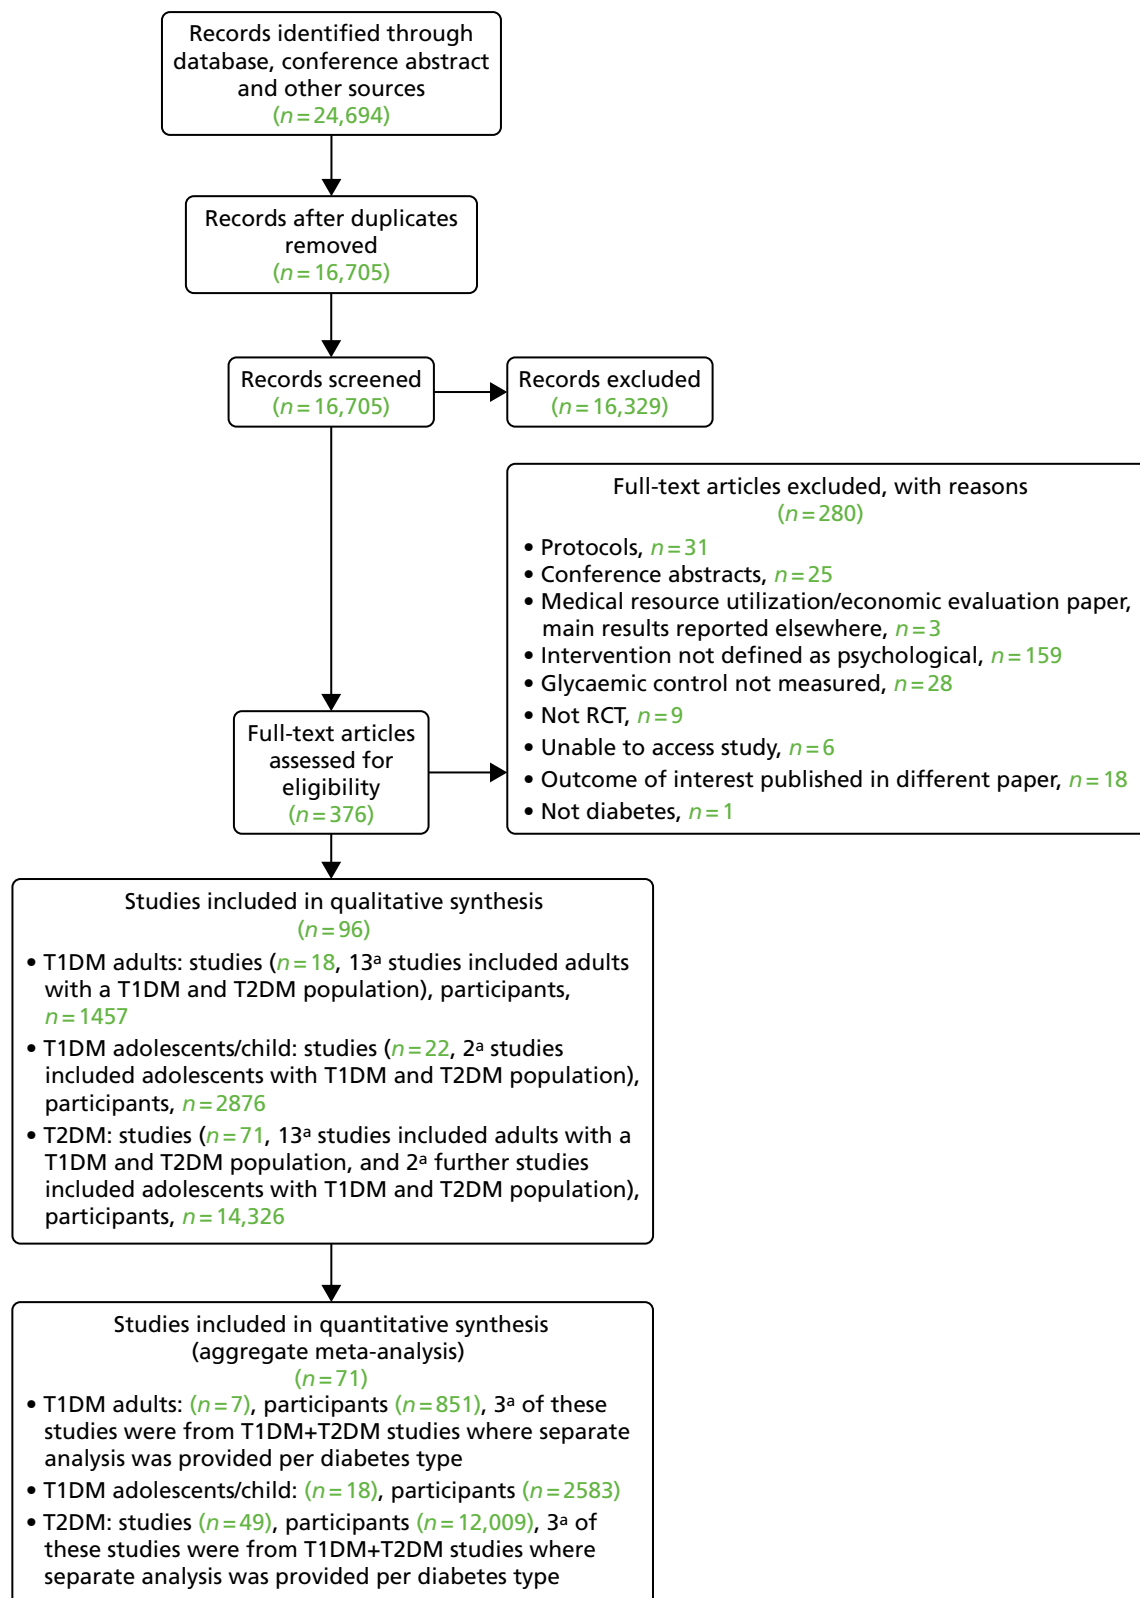 Records identified through
database, conference abstract
and other sources
(n=24,694)
Records after duplicates
removed
(n=16,705)
Records screened
(n=16,705)
Records excluded
(n=16,329)
Full-text articles excluded, with reasons
(n=280)
• Protocols, n=31
• Conference abstracts, n=25
• Medical resource utilization/economic evaluation paper,
main results reported elsewhere, n=3
• Intervention not defined as psychological, n=159
• Glycaemic control not measured, n=28
• Not RCT, n=9
• Unable to access study, n=6
• Outcome of interest published in different paper, n=18
• Not diabetes, n=1
Full-text articles
assessed for
eligibility
(n=376)
Studies included in qualitative synthesis
(n=96)
• T1DM adults: studies (n=18, 13ᵃ studies included adults
with a T1DM and T2DM population), participants,
n=1457
• T1DM adolescents/child: studies (n=22, 2ᵃ studies
included adolescents with T1DM and T2DM population),
participants, n=2876
• T2DM: studies (n=71, 13ᵃ studies included adults with a
T1DM and T2DM population, and 2ᵃ further studies
included adolescents with T1DM and T2DM population),
participants, n=14,326
Studies included in quantitative synthesis
(aggregate meta-analysis)
(n=71)
• T1DM adults: (n=7), participants (n=851), 3ᵃ of these
studies were from T1DM+T2DM studies where separate
analysis was provided per diabetes type
• T1DM adolescents/child: (n=18), participants (n=2583)
• T2DM: studies (n=49), participants (n=12,009), 3ᵃ of
these studies were from T1DM+T2DM studies where
separate analysis was provided per diabetes type